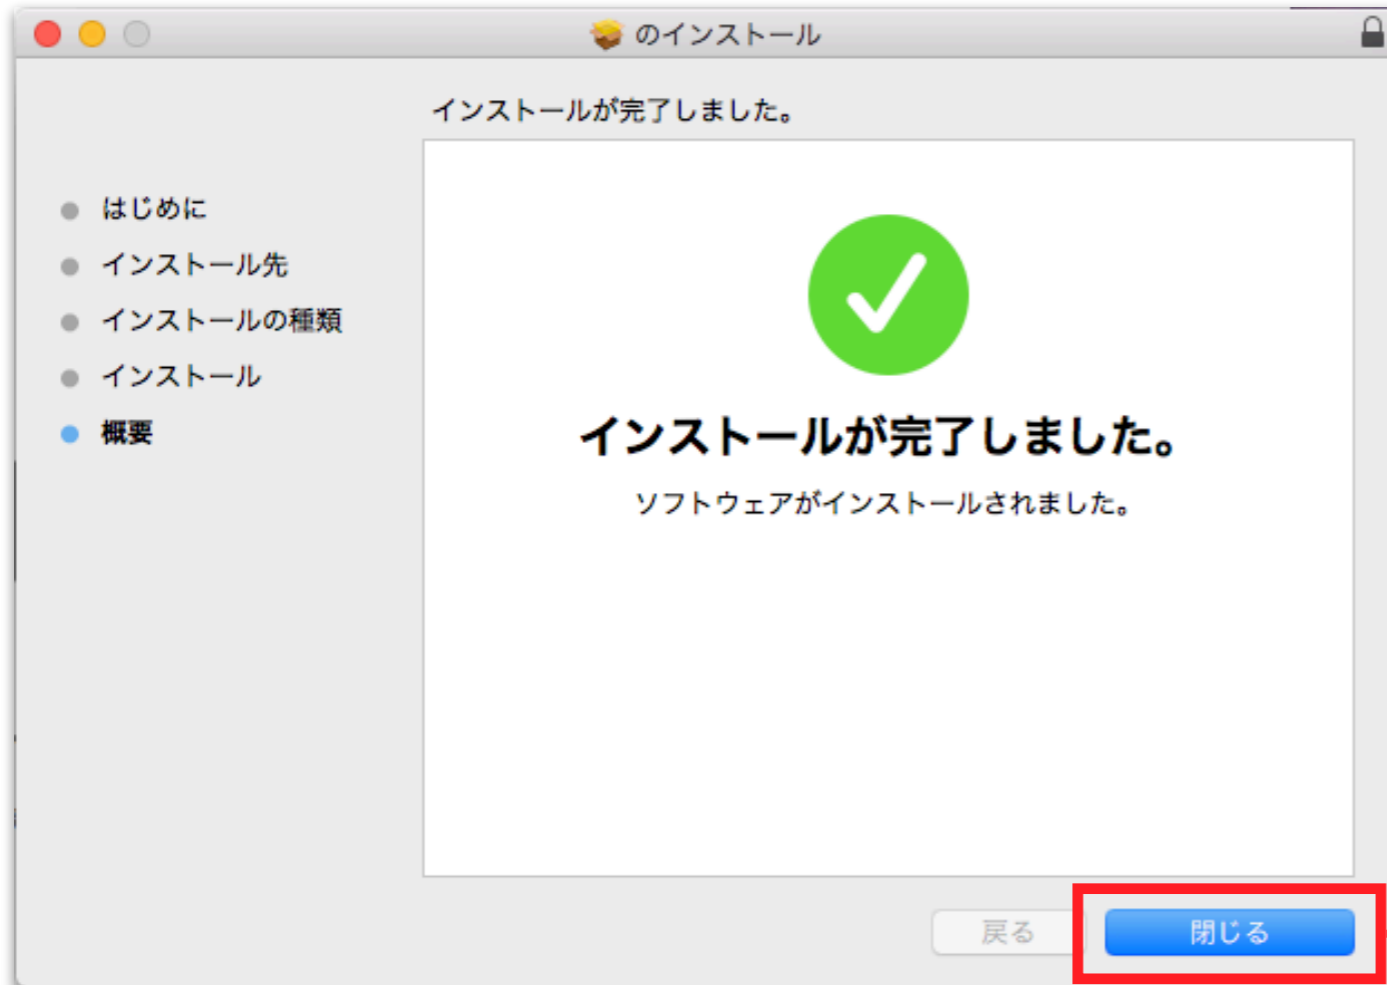 のインストール
インストールが完了しました。
はじめに
インストール先
インストールの種類
インストール
概要
インストールが完了しました。
ソフトウェアがインストールされました。
戻る
閉じる